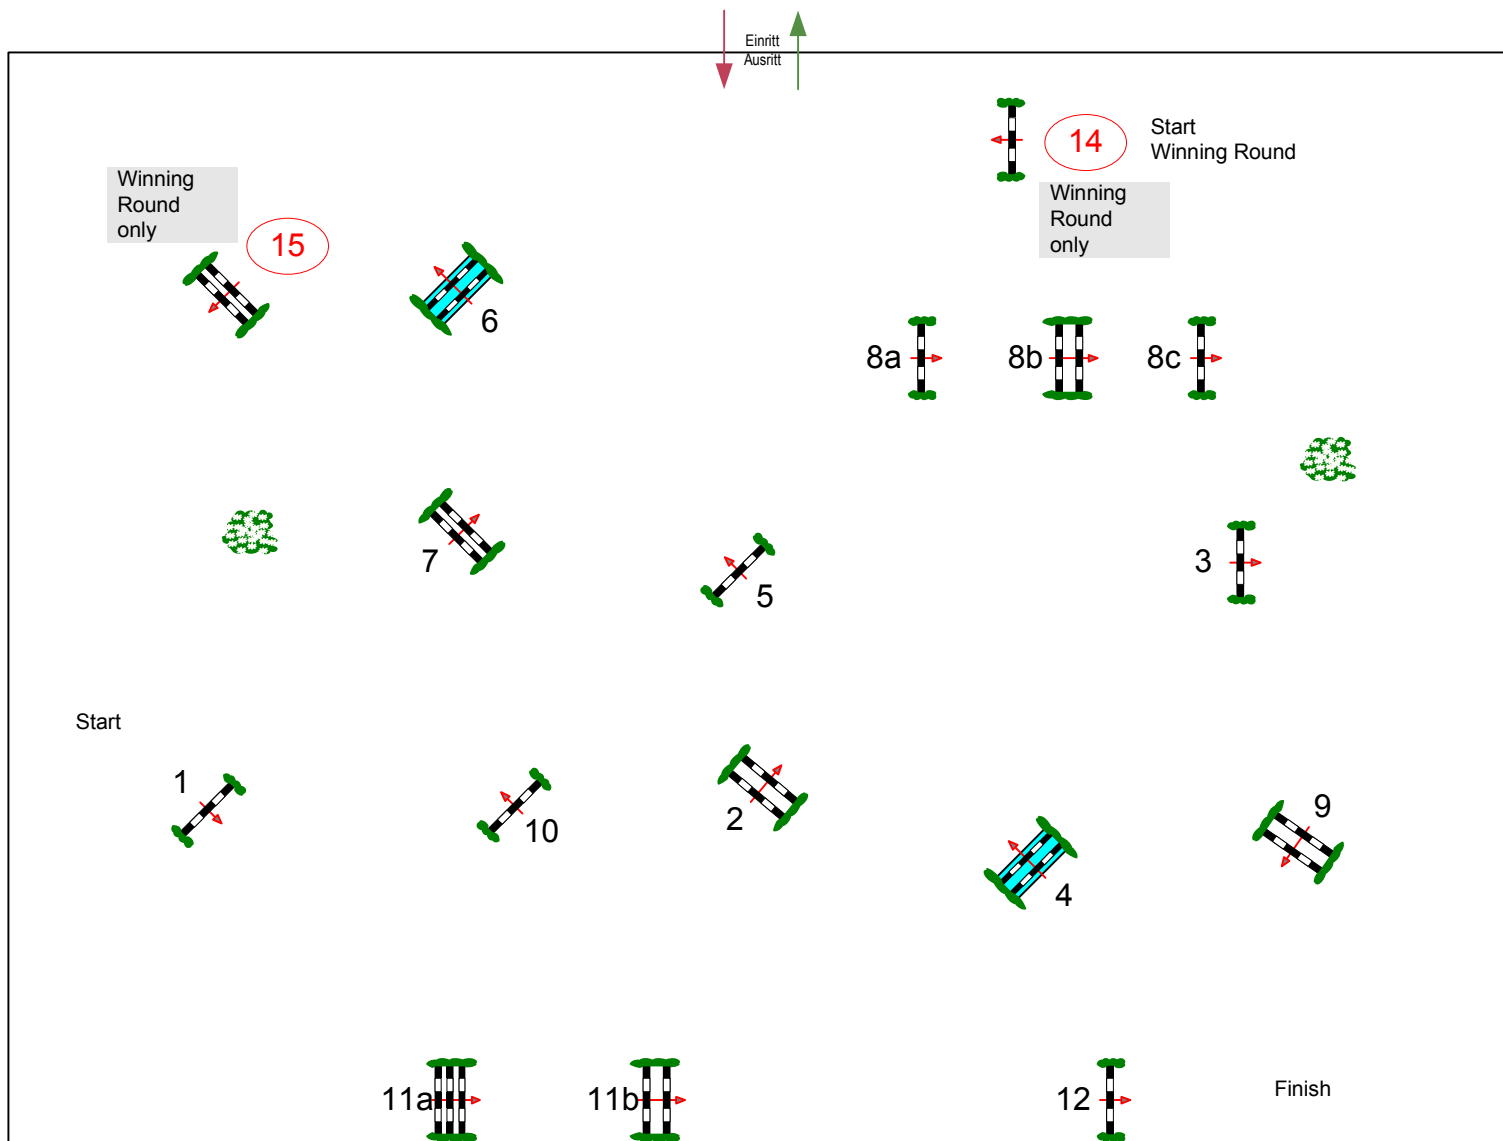 Einritt
Ausritt
14
Start
Winning Round
Winning
Round
only
Winning
Round
only
15
6
8a
8b
8c
7
5
3
Start
1
10
2
9
4
11a
11b
12
Finish